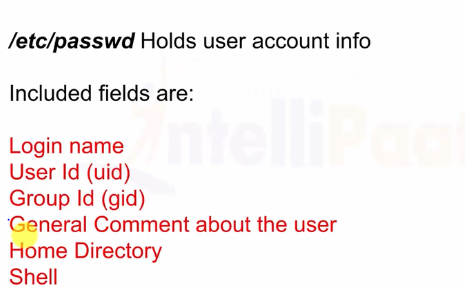 /etc/passwd Holds user account info
Included fields are:
Login name
User Id (uid)
Group Id (gid)
General Comment about the user
Home Directory
Shell